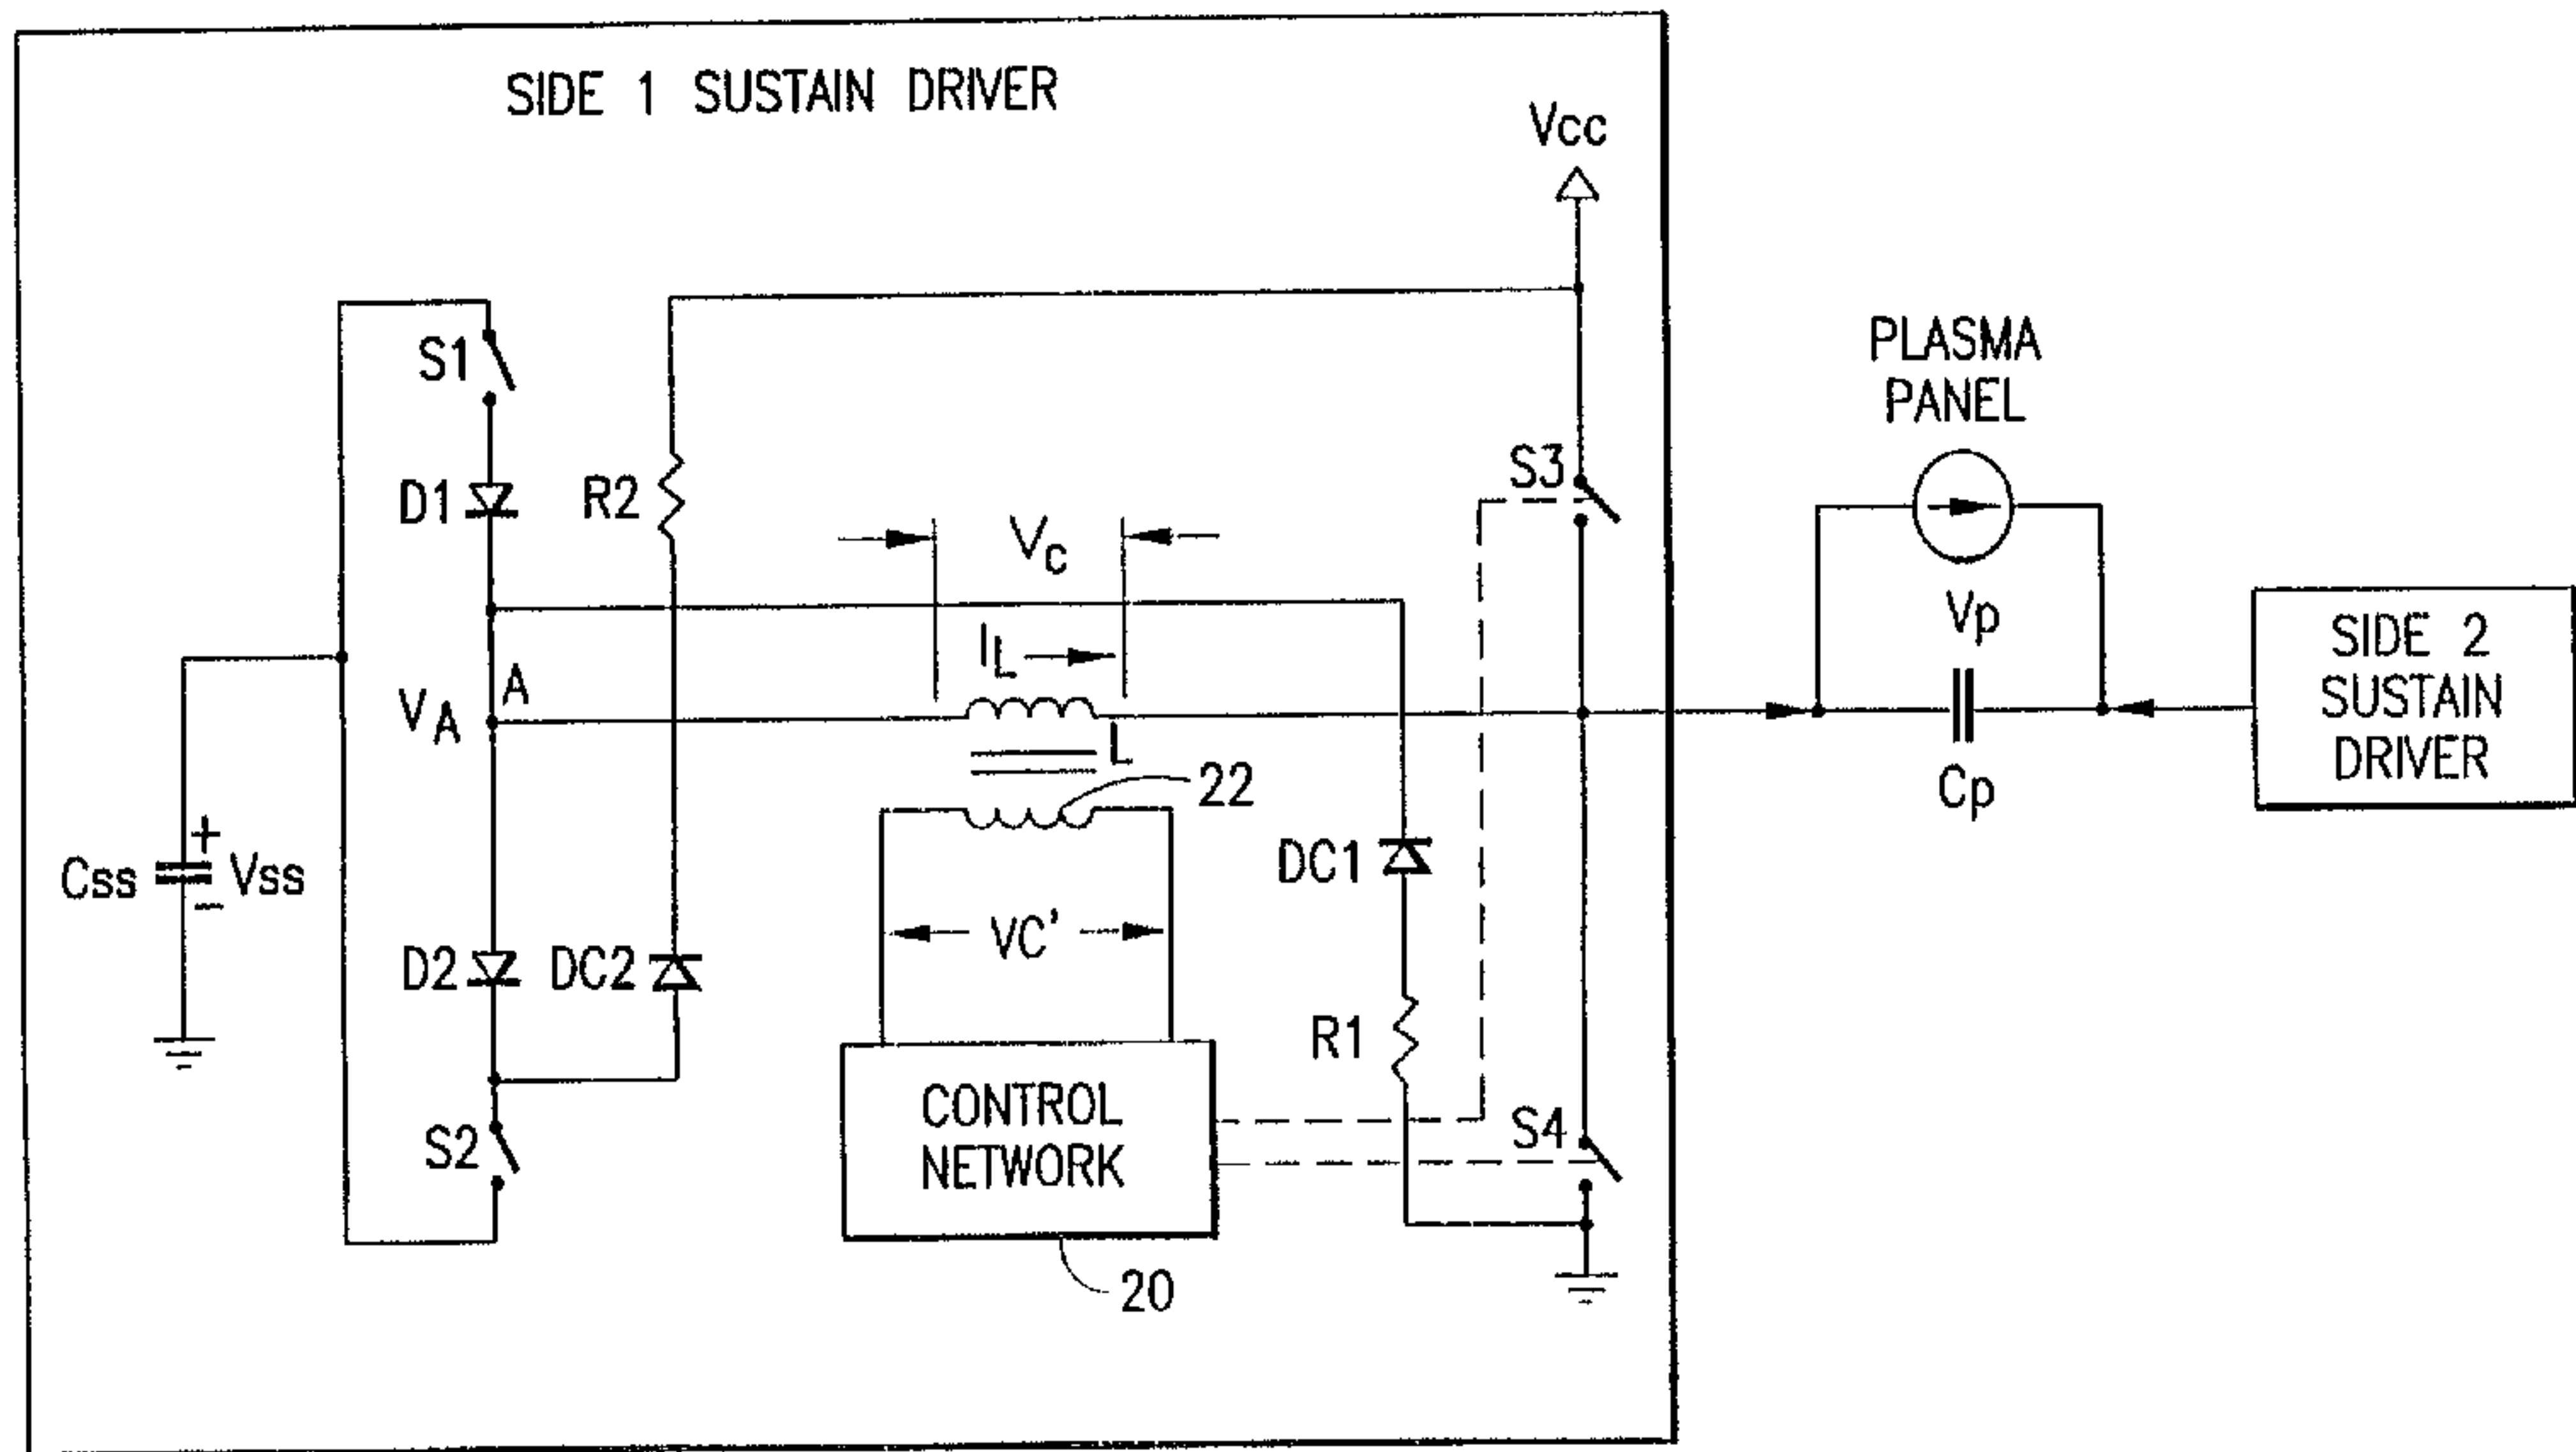 SIDE 1 SUSTAIN DRIVER
Vcc
S1
D1
R2
Vc
S3
PLASMA
PANEL
Vp
IL
A
VA
L
22
Cp
SIDE 2
SUSTAIN
DRIVER
+
Css
Vss
-
DC1
VC'
D2
DC2
R1
CONTROL
NETWORK
S2
S4
20